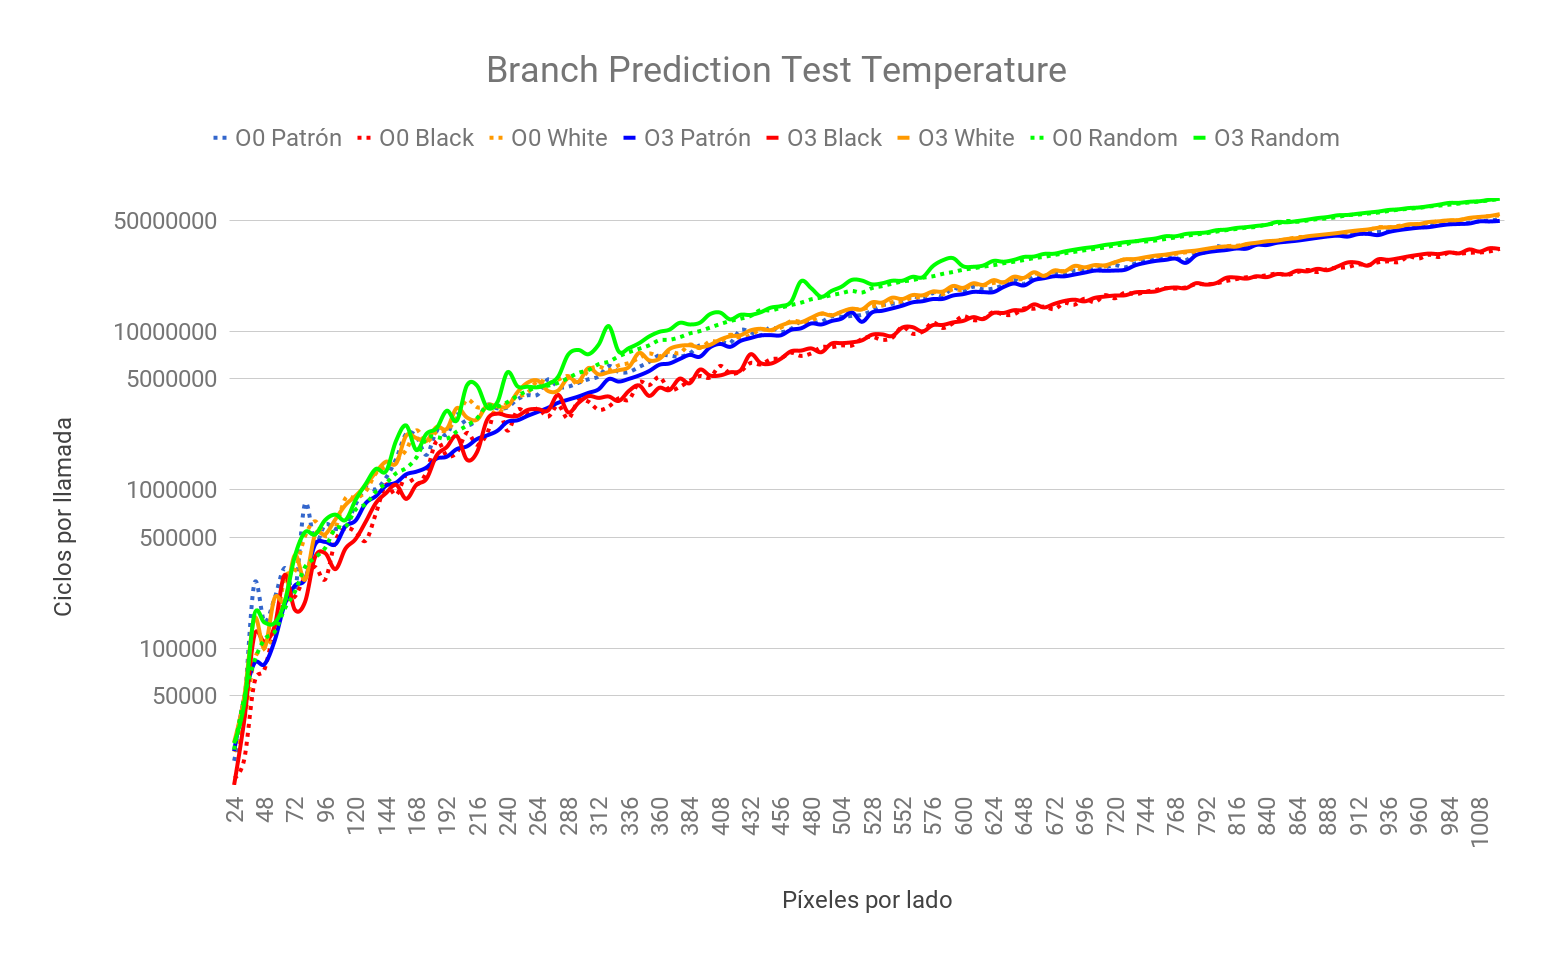 Branch Prediction Test Temperature
O0 Patrón O0 Black O0 White O3 Patrón O3 Black O3 White O0 Random O3 Random
50000000
10000000
5000000
1000000
500000
100000
50000
Ciclos por llamada
24 48 72 96 120 144 168 192 216 240 264 288 312 336 360 384 408 432 456 480 504 528 552 576 600 624 648 672 696 720 744 768 792 816 840 864 888 912 936 960 984 1008
Píxeles por lado